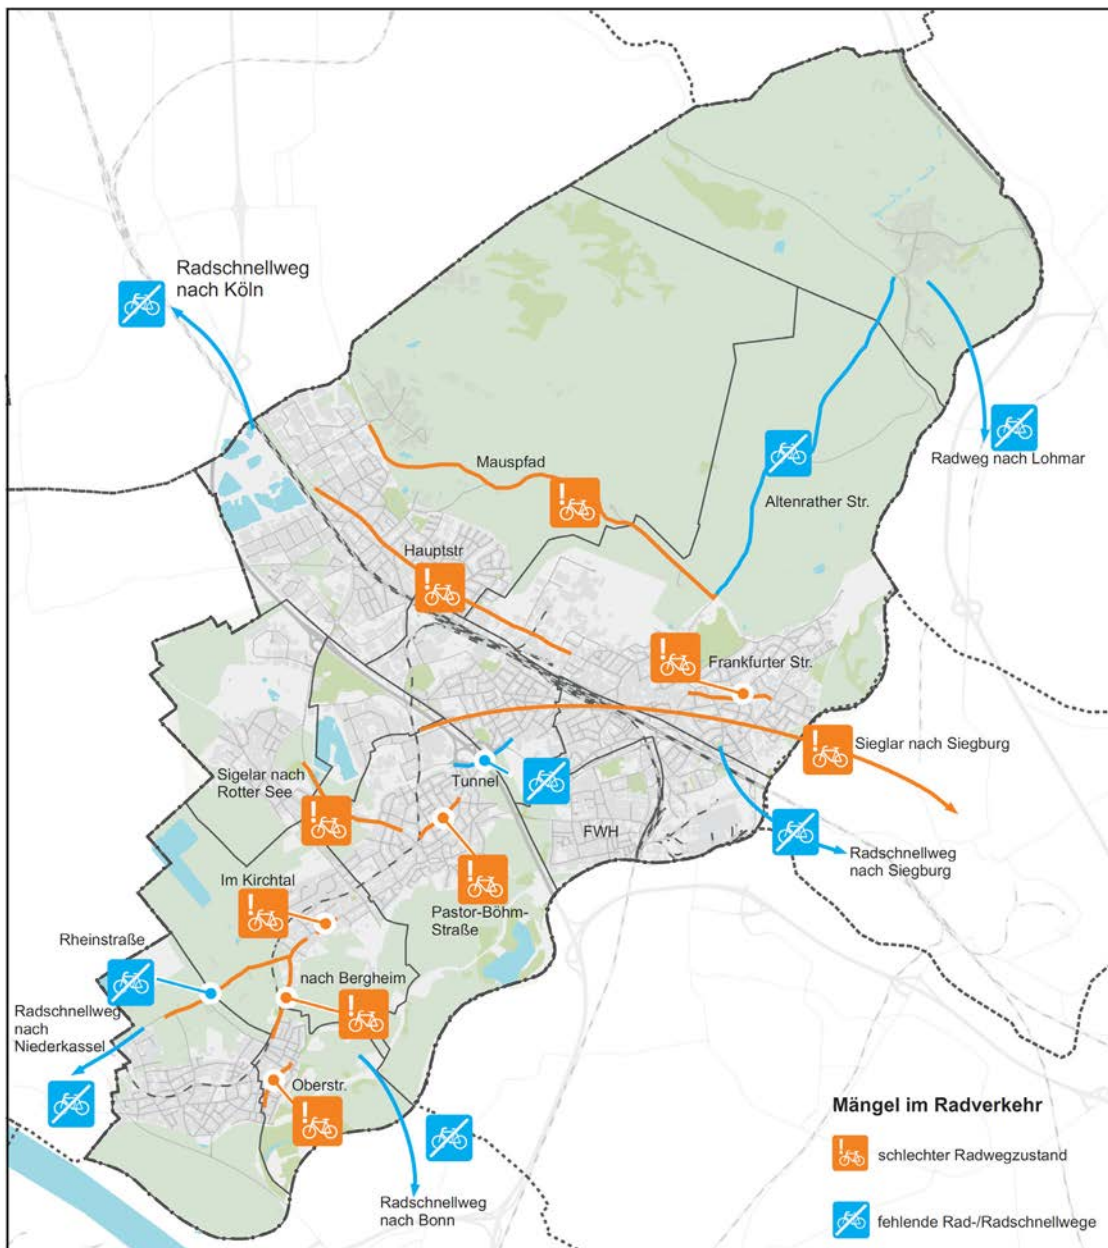 Radschnellweg
nach Köln
Mauspfad
Radweg nach Lohmar
Altenrather Str.
Hauptstr
Frankfurter Str.
Sieglar nach Siegburg
Sigelar nach
Rotter See
Tunnel
FWH
Radschnellweg
nach Siegburg
Im Kirchtal
Pastor-Böhm-
Straße
Rheinstraße
nach Bergheim
Radschnellweg
nach
Niederkassel
Oberstr.
Radschnellweg
nach Bonn
Mängel im Radverkehr
schlechter Radwegzustand
fehlende Rad-/Radschnellwege